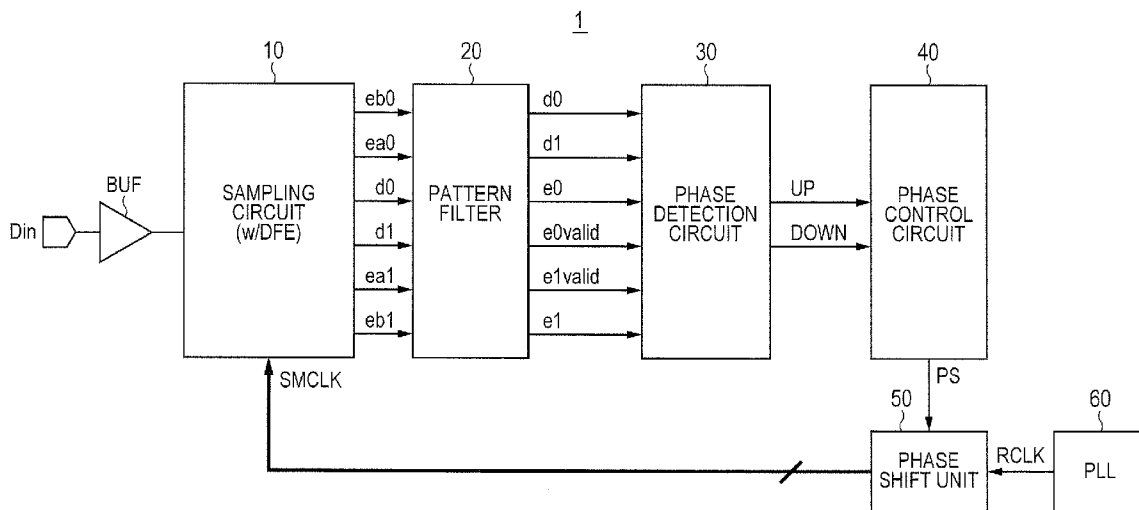 1
10
20
30
40
eb0
ea0
d0
d1
ea1
eb1
d0
d1
e0
e0valid
e1valid
e1
Din
BUF
SAMPLING
CIRCUIT
(w/DFE)
PATTERN
FILTER
PHASE
DETECTION
CIRCUIT
UP
DOWN
PHASE
CONTROL
CIRCUIT
SMCLK
PS
50
60
PHASE
SHIFT UNIT
RCLK
PLL